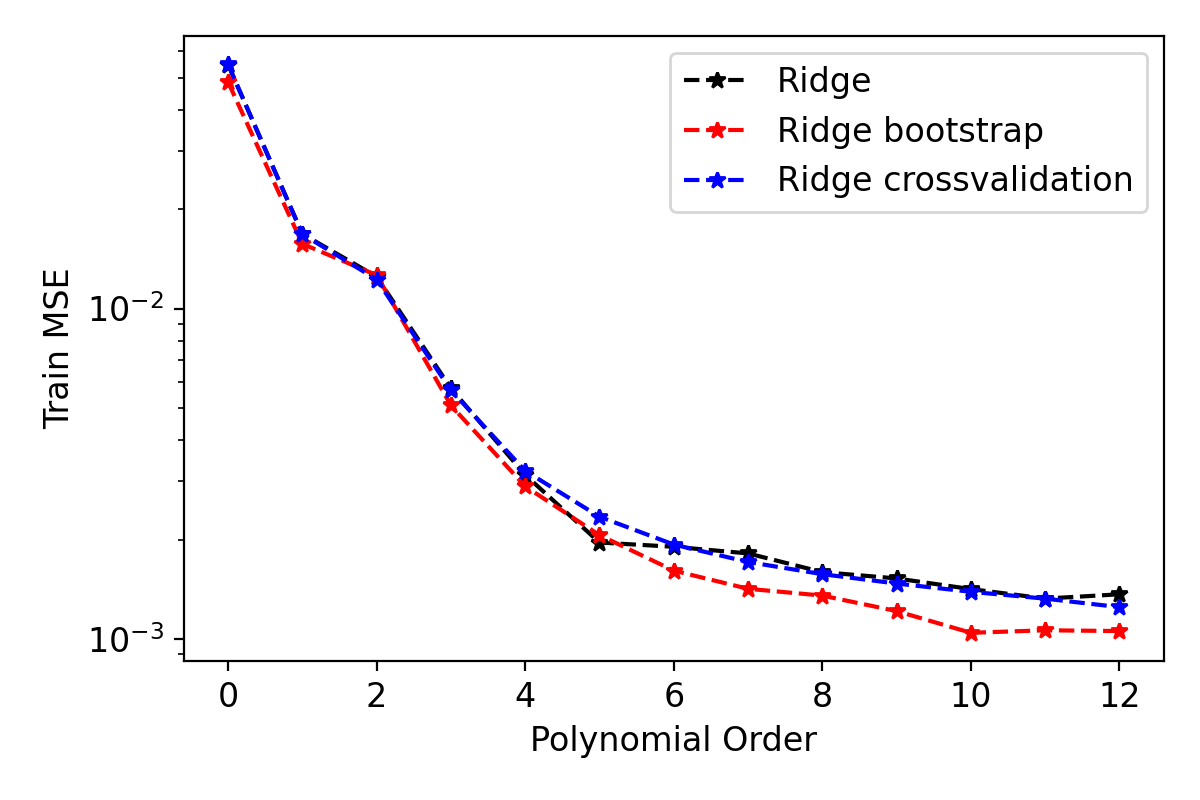 Ridge
Ridge bootstrap
Ridge crossvalidation
Train MSE
10⁻²
10⁻³
0 2 4 6 8 10 12
Polynomial Order